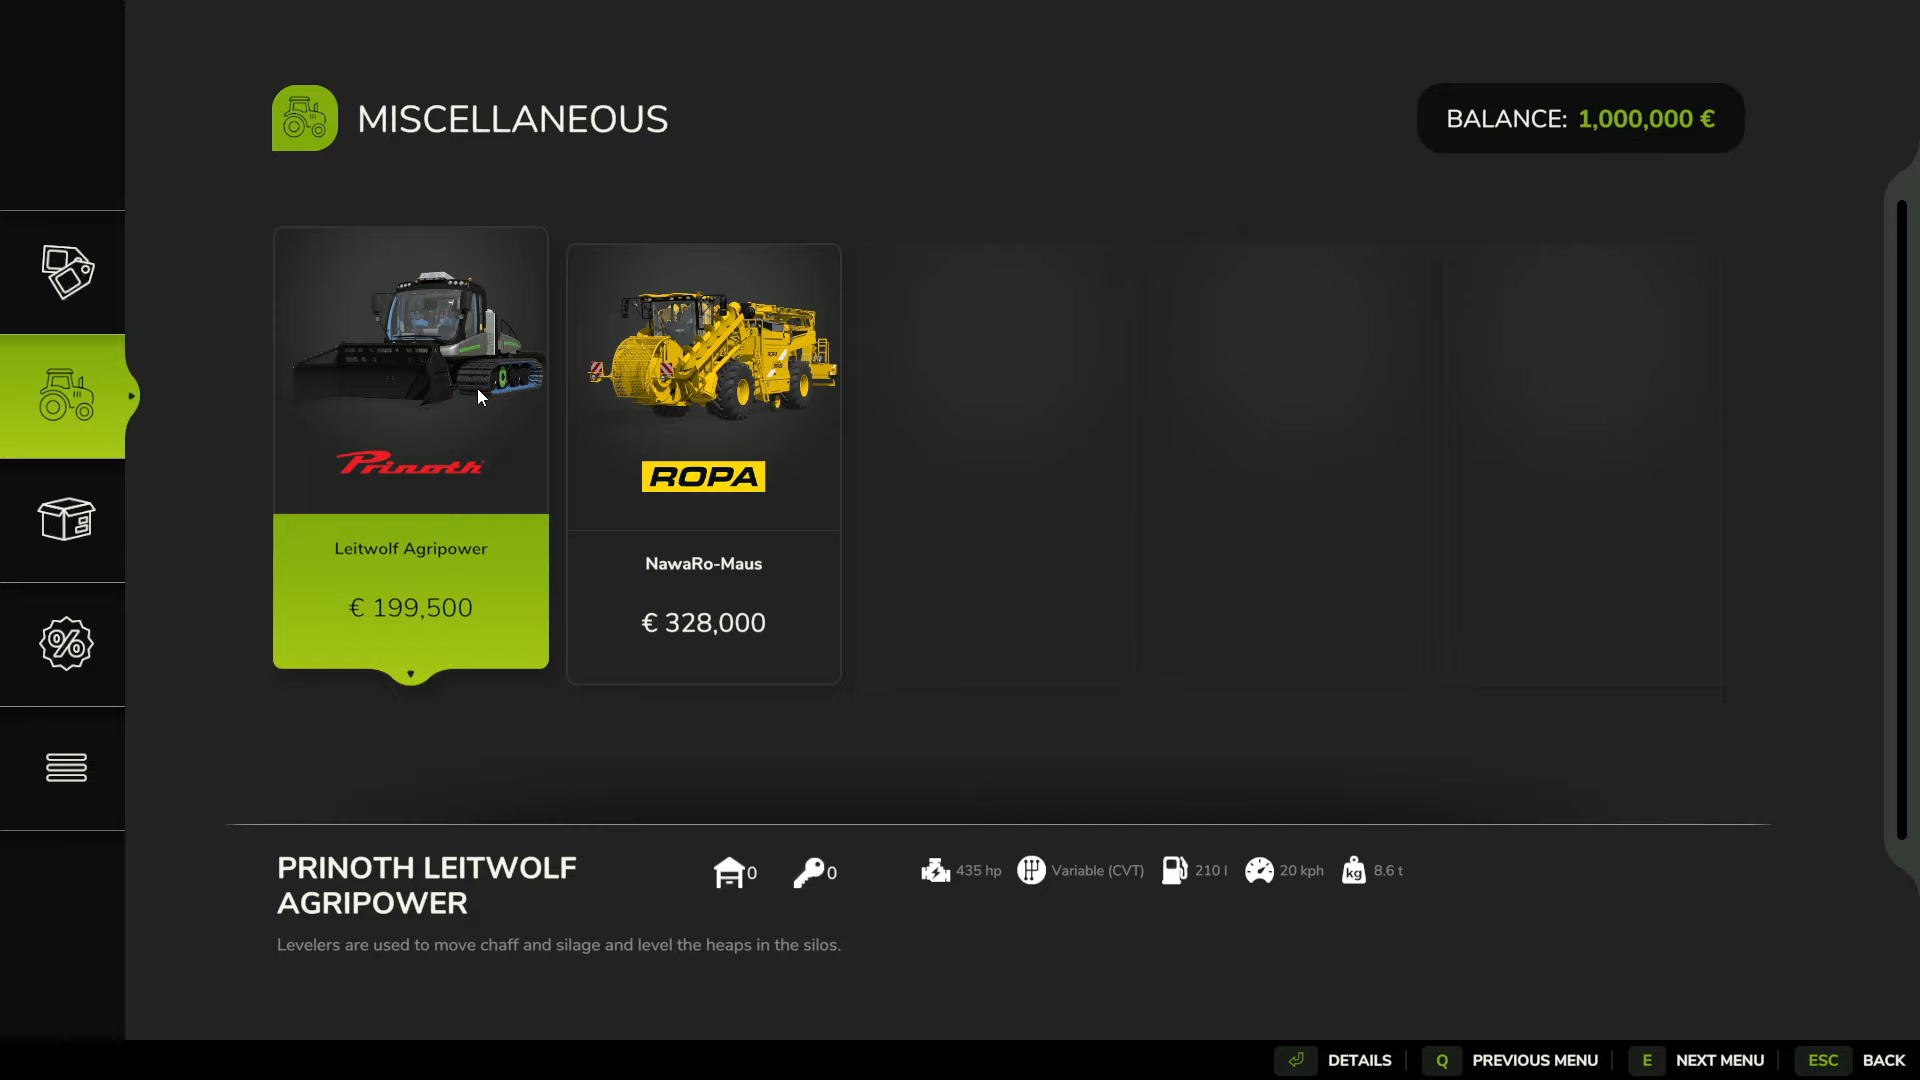 MISCELLANEOUS
BALANCE: 1,000,000 €
Prinoth
ROPA
Leitwolf Agripower
€ 199,500
NawaRo-Maus
€ 328,000
PRINOTH LEITWOLF
AGRIPOWER
0 0 435 hp Variable (CVT) 210 l 20 kph kg 8.6 t
Levelers are used to move chaff and silage and level the heaps in the silos.
DETAILS Q PREVIOUS MENU E NEXT MENU ESC BACK